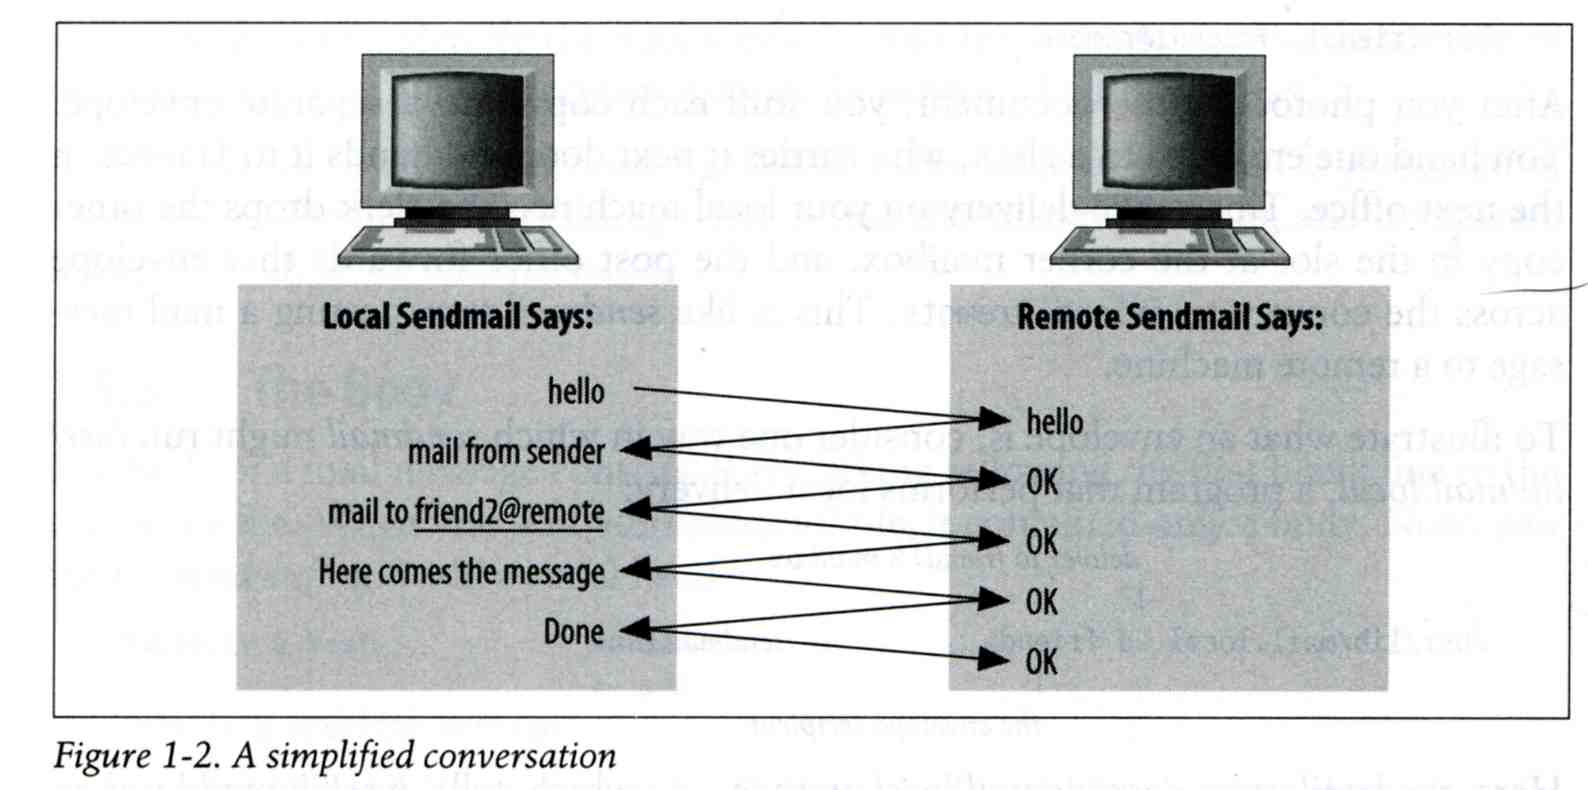 Local Sendmail Says:
Remote Sendmail Says:
hello
hello
mail from sender
OK
mail to friend2@remote
OK
Here comes the message
OK
Done
OK
Figure 1-2. A simplified conversation